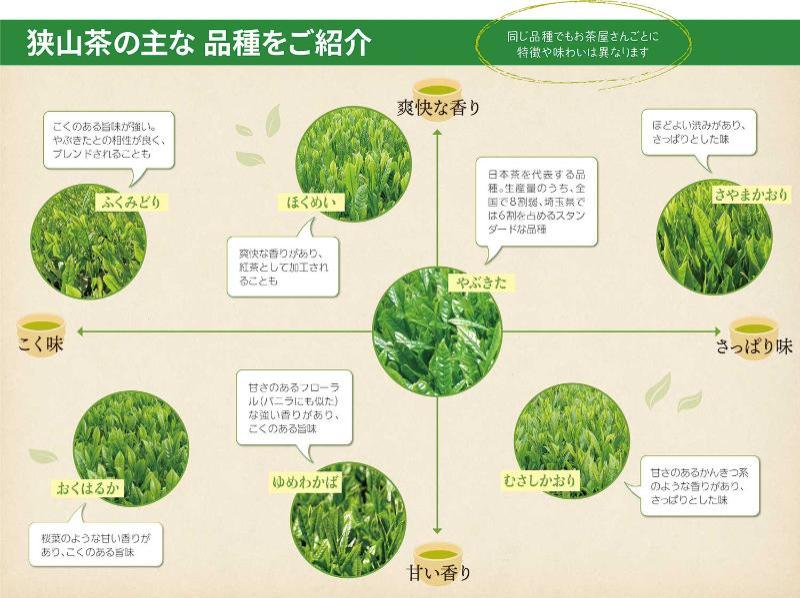 狭山茶の主な 品種をご紹介
同じ品種でもお茶屋さんごとに
特徴や味わいは異なります
爽快な香り
こくのある旨味が強い。
やぶきたとの相性が良く、
ブレンドされることも
ふくみどり
ほくめい
爽快な香りがあり、
紅茶として加工され
ることも
日本茶を代表する品
種。生産量のうち、全
国で8割弱、埼玉県で
は6割を占めるスタン
ダードな品種
やぶきた
ほどよい渋みがあり、
さっぱりとした味
さやまかおり
こく味
さっぱり味
甘さのあるフローラ
ル(バニラにも似た)
な強い香りがあり、
こくのある旨味
ゆめわかば
おくはるか
桜葉のような甘い香りが
あり、こくのある旨味
むさしかおり
甘さのあるかんきつ系
のような香りがあり、
さっぱりとした味
甘い香り